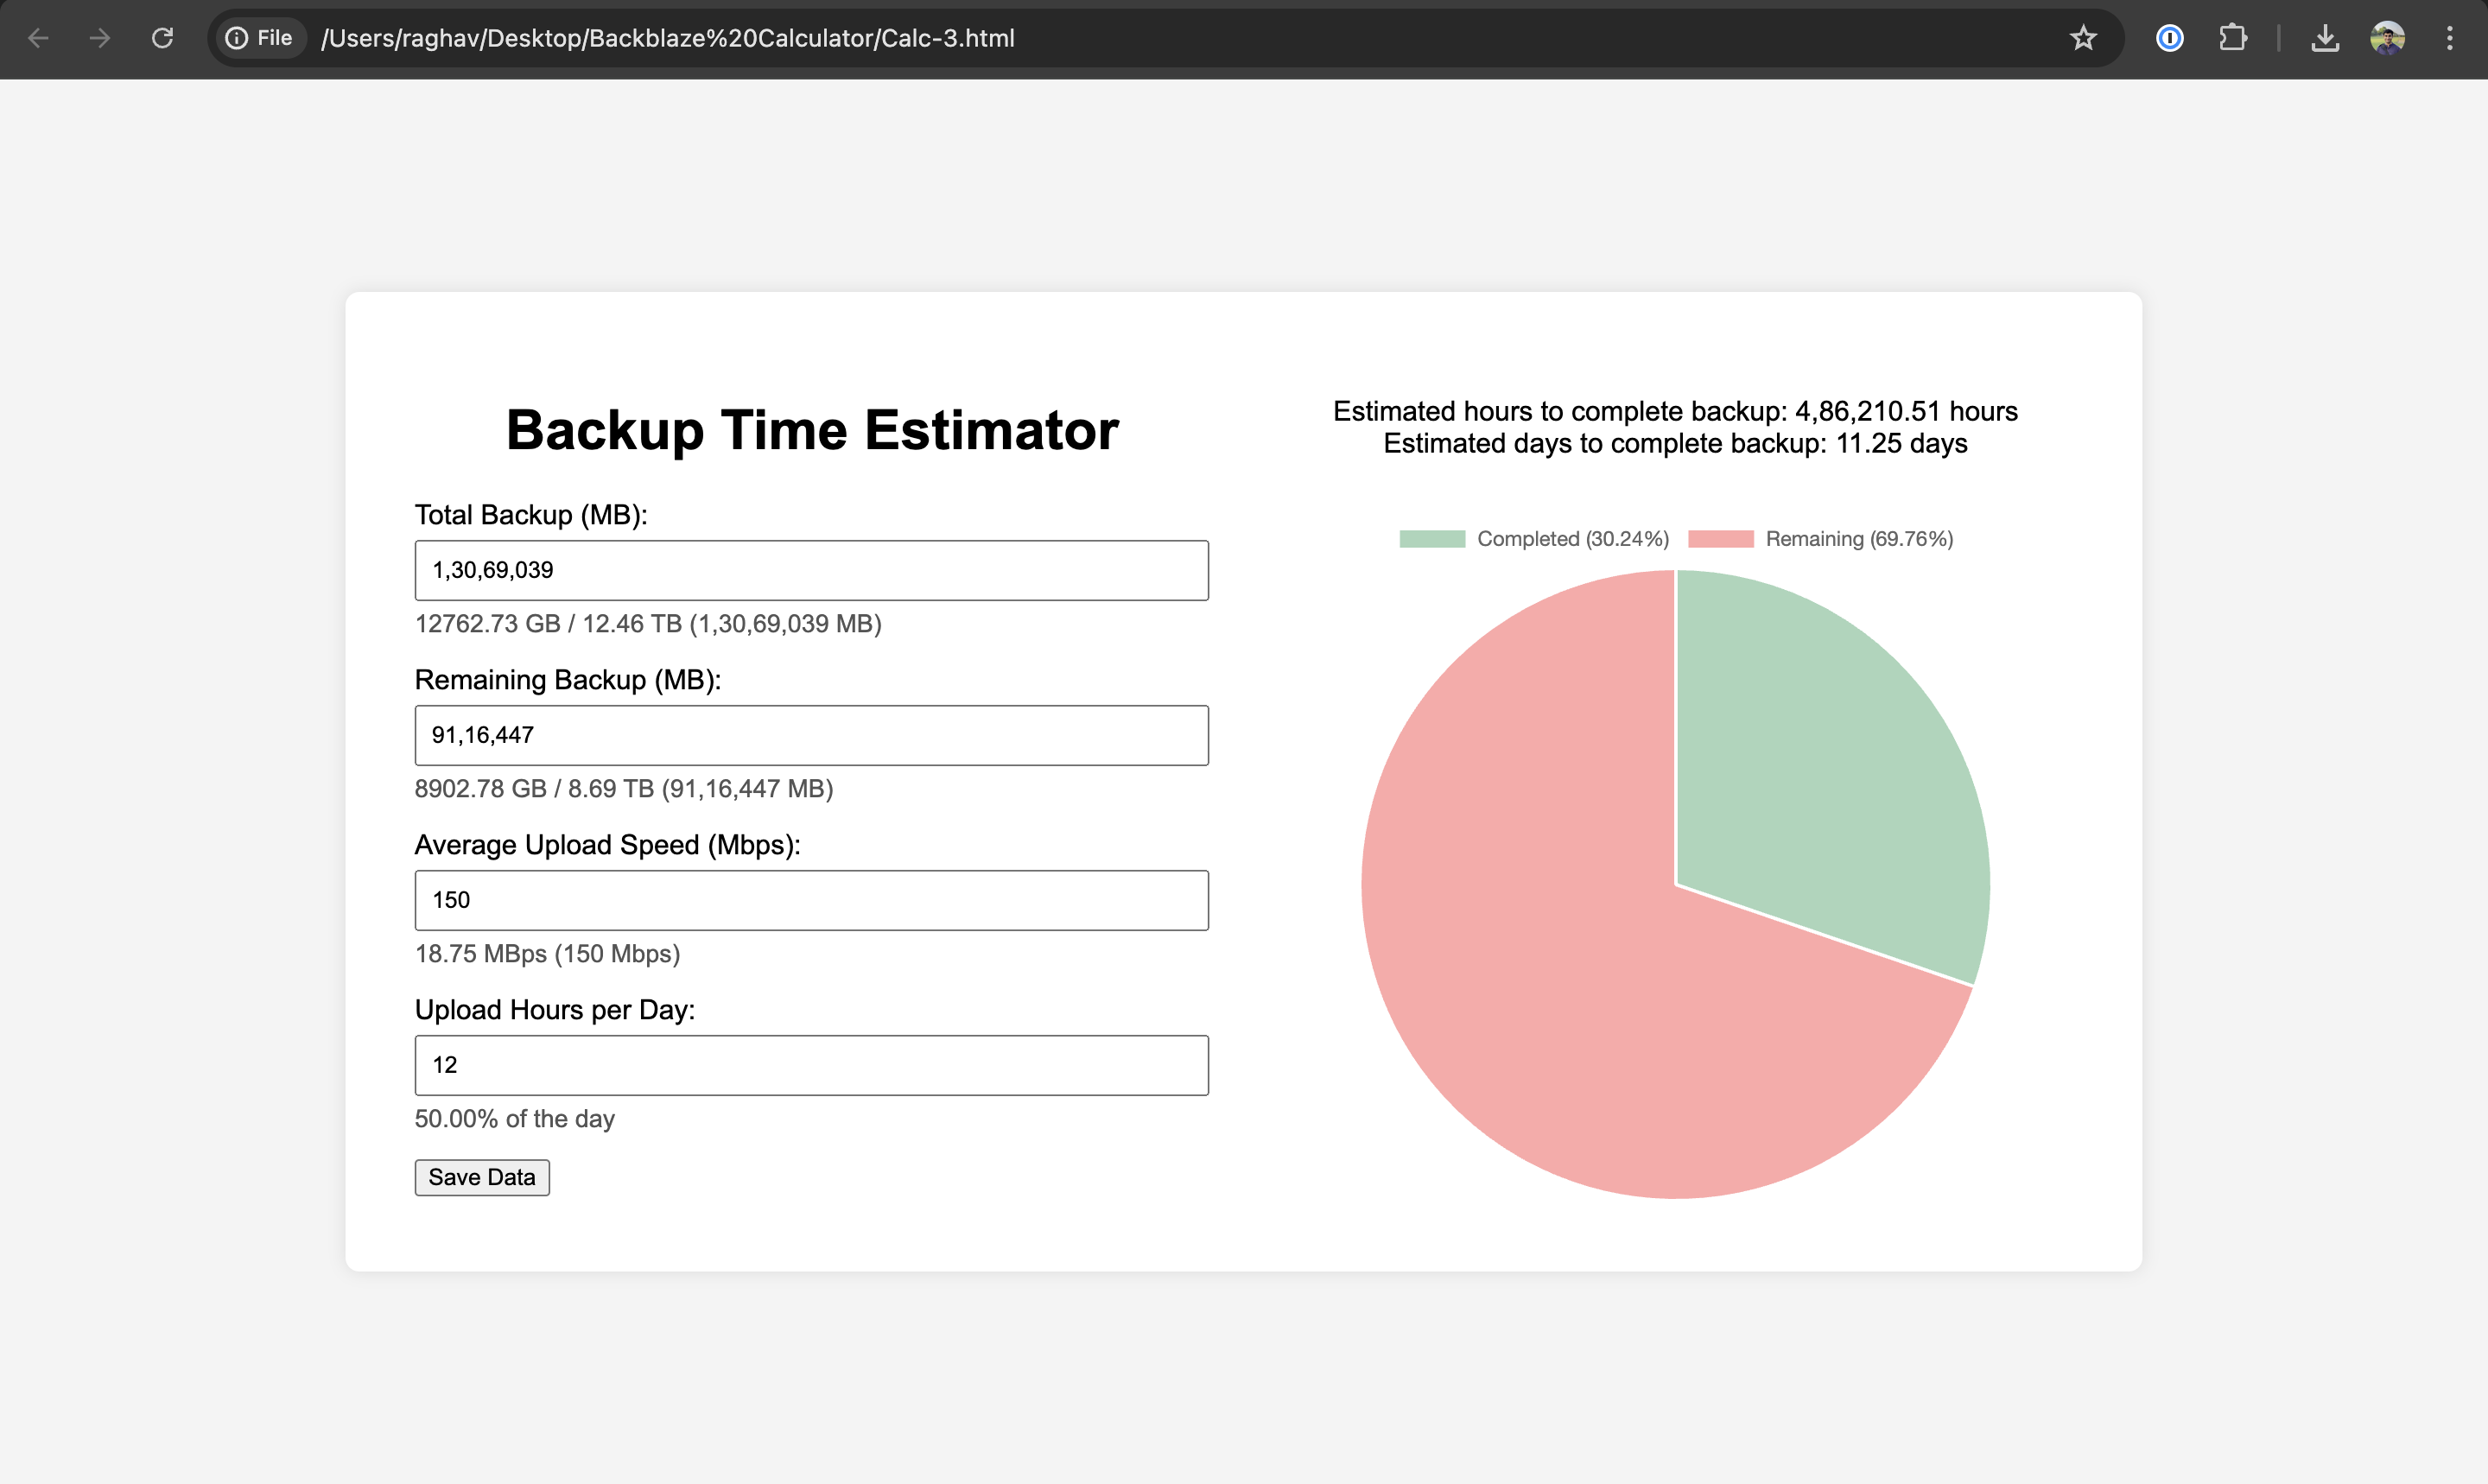 File /Users/raghav/Desktop/Backblaze%20Calculator/Calc-3.html
Backup Time Estimator
Total Backup (MB):
1,30,69,039
12762.73 GB / 12.46 TB (1,30,69,039 MB)
Remaining Backup (MB):
91,16,447
8902.78 GB / 8.69 TB (91,16,447 MB)
Average Upload Speed (Mbps):
150
18.75 MBps (150 Mbps)
Upload Hours per Day:
12
50.00% of the day
Save Data
Estimated hours to complete backup: 4,86,210.51 hours
Estimated days to complete backup: 11.25 days
Completed (30.24%) Remaining (69.76%)